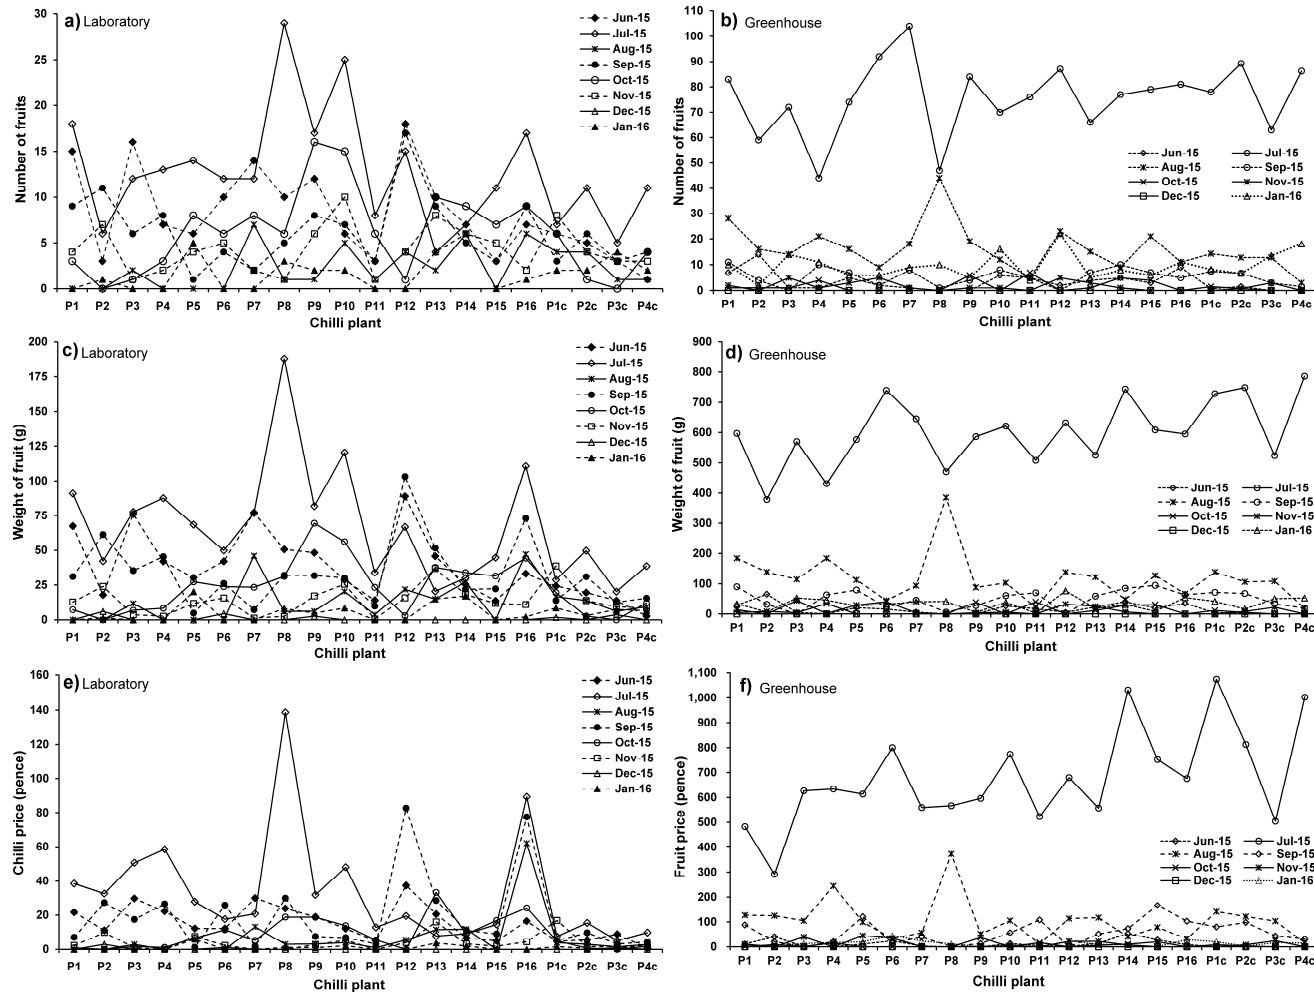 a) Laboratory
Number of fruits
30
25
20
15
10
5
0
Jun-15
Jul-15
Aug-15
Sep-15
Oct-15
Nov-15
Dec-15
Jan-16
P1 P2 P3 P4 P5 P6 P7 P8 P9 P10 P11 P12 P13 P14 P15 P16 P1c P2c P3c P4c
Chilli plant
b) Greenhouse
Number of fruits
110
100
90
80
70
60
50
40
30
20
10
0
Jun-15 Jul-15
Aug-15 Sep-15
Oct-15 Nov-15
Dec-15 Jan-16
P1 P2 P3 P4 P5 P6 P7 P8 P9 P10 P11 P12 P13 P14 P15 P16 P1c P2c P3c P4c
Chilli plant
c) Laboratory
Weight of fruit (g)
200
175
150
125
100
75
50
25
0
Jun-15
Jul-15
Aug-15
Sep-15
Oct-15
Nov-15
Dec-15
Jan-16
P1 P2 P3 P4 P5 P6 P7 P8 P9 P10 P11 P12 P13 P14 P15 P16 P1c P2c P3c P4c
Chilli plant
d) Greenhouse
Weight of fruit (g)
900
800
700
600
500
400
300
200
100
0
Jun-15 Jul-15
Aug-15 Sep-15
Oct-15 Nov-15
Dec-15 Jan-16
P1 P2 P3 P4 P5 P6 P7 P8 P9 P10 P11 P12 P13 P14 P15 P16 P1c P2c P3c P4c
Chilli plant
e) Laboratory
Chilli price (pence)
160
140
120
100
80
60
40
20
0
Jun-15
Jul-15
Aug-15
Sep-15
Oct-15
Nov-15
Dec-15
Jan-16
P1 P2 P3 P4 P5 P6 P7 P8 P9 P10 P11 P12 P13 P14 P15 P16 P1c P2c P3c P4c
Chilli plant
f) Greenhouse
Fruit price (pence)
1,100
1,000
900
800
700
600
500
400
300
200
100
0
Jun-15 Jul-15
Aug-15 Sep-15
Oct-15 Nov-15
Dec-15 Jan-16
P1 P2 P3 P4 P5 P6 P7 P8 P9 P10 P11 P12 P13 P14 P15 P16 P1c P2c P3c P4c
Chilli plant